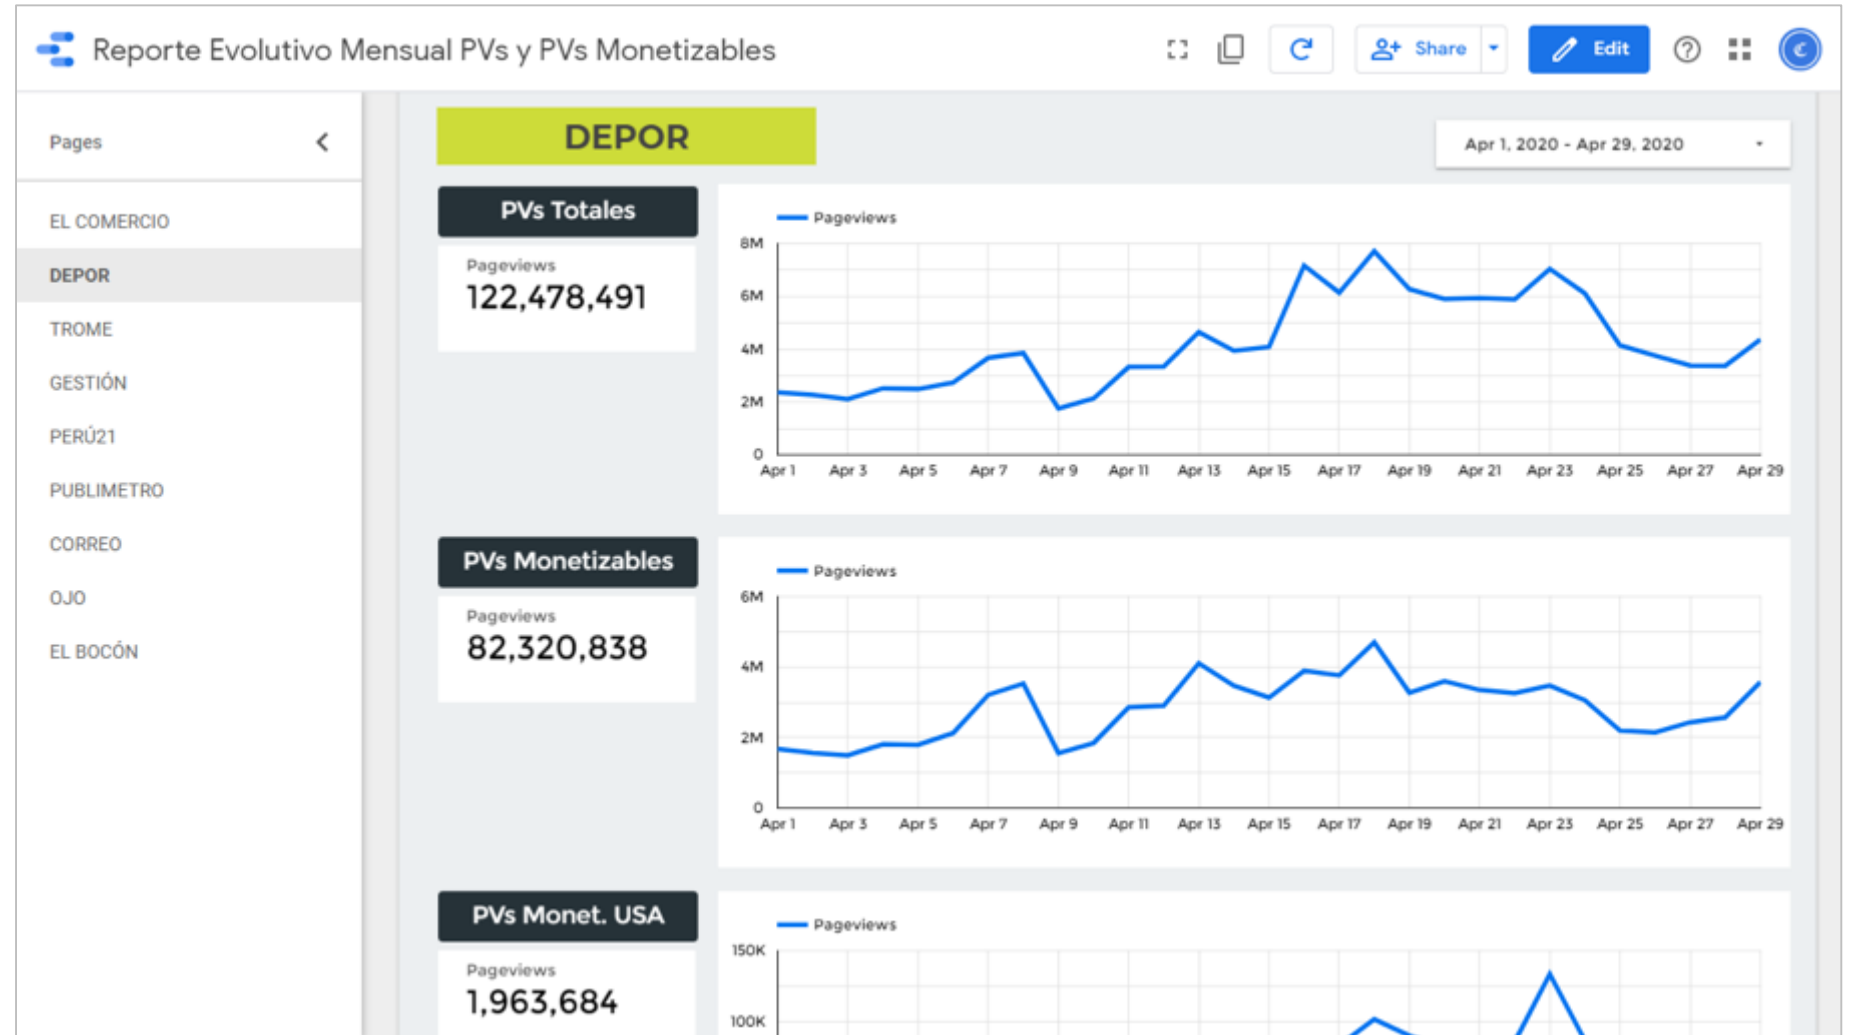 Reporte Evolutivo Mensual PVs y PVs Monetizables
Share
Edit
Pages
EL COMERCIO
DEPOR
TROME
GESTIÓN
PERÚ21
PUBLIMETRO
CORREO
OJO
EL BOCÓN
DEPOR
Apr 1, 2020 - Apr 29, 2020
PVs Totales
Pageviews
122,478,491
Pageviews
8M
6M
4M
2M
0
Apr 1 Apr 3 Apr 5 Apr 7 Apr 9 Apr 11 Apr 13 Apr 15 Apr 17 Apr 19 Apr 21 Apr 23 Apr 25 Apr 27 Apr 29
PVs Monetizables
Pageviews
82,320,838
Pageviews
6M
4M
2M
0
Apr 1 Apr 3 Apr 5 Apr 7 Apr 9 Apr 11 Apr 13 Apr 15 Apr 17 Apr 19 Apr 21 Apr 23 Apr 25 Apr 27 Apr 29
PVs Monet. USA
Pageviews
1,963,684
Pageviews
150K
100K